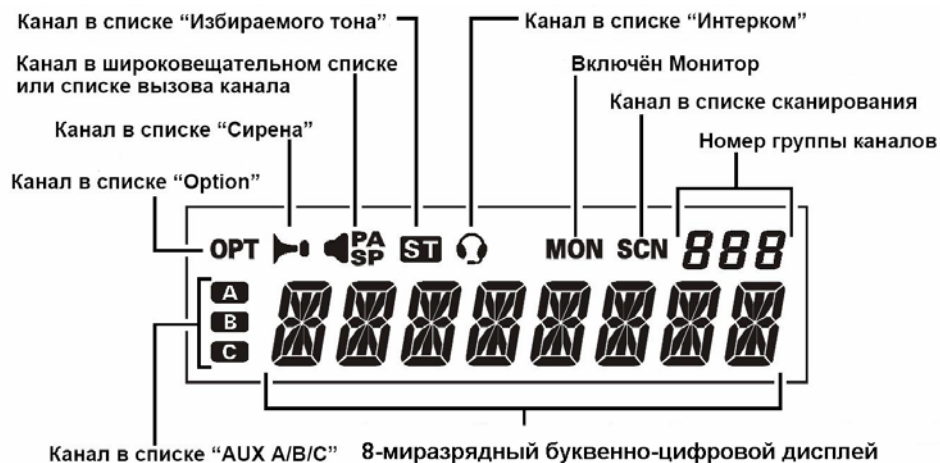 Канал в списке “Избираемого тона”
Канал в списке “Интерком”
Канал в широковещательном списке
или списке вызова канала
Включён Монитор
Канал в списке сканирования
Канал в списке “Сирена”
Номер группы каналов
Канал в списке “Option”
OPT PA SP ST MON SCN 888
A
B
C
Канал в списке “AUX A/B/C”
8-миразрядный буквенно-цифровой дисплей